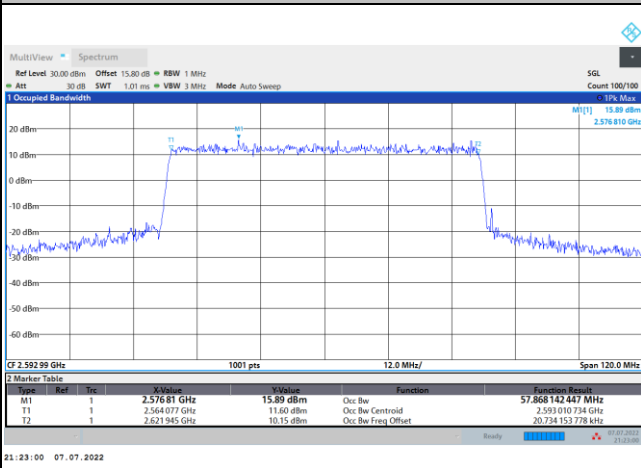 MultiView Spectrum
Ref Level 30.00 dBm Offset 15.80 dB RBW 1 MHz SGL
Att 30 dB SWT 1.01 ms VBW 3 MHz Mode Auto Sweep Count 100/100
1 Occupied Bandwidth 1Pk Max
M1[1] 15.89 dBm
2.576 810 GHz
20 dBm
M1
T1
T2
10 dBm
0 dBm
-10 dBm
-20 dBm
-30 dBm
-40 dBm
-50 dBm
-60 dBm
CF 2.592 99 GHz 1001 pts 12.0 MHz/ Span 120.0 MHz
2 Marker Table
Type Ref Trc X-Value Y-Value Function Function Result
M1 1 2.576 81 GHz 15.89 dBm Occ Bw 57.868 142 447 MHz
T1 1 2.564 077 GHz 11.60 dBm Occ Bw Centroid 2.593 010 734 GHz
T2 1 2.621 945 GHz 10.15 dBm Occ Bw Freq Offset 20.734 153 778 kHz
Ready 07.07.2022
21:23:00
21:23:00 07.07.2022